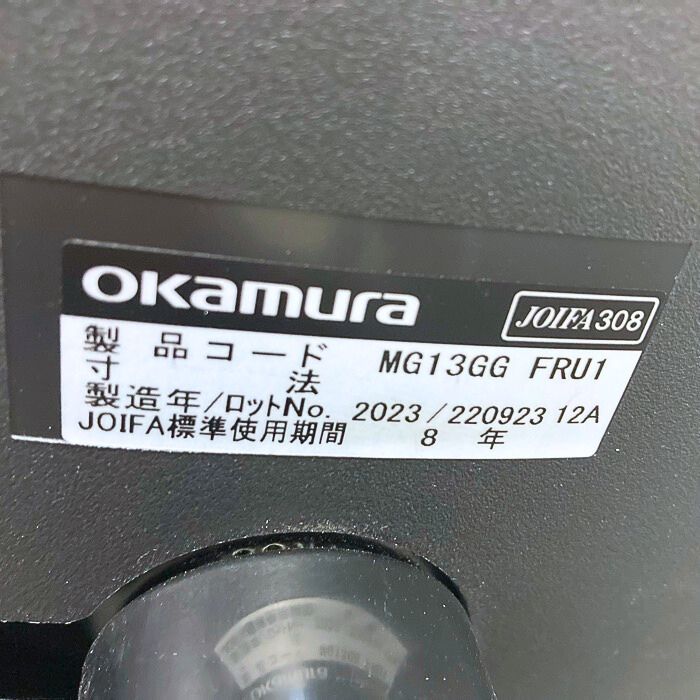 okamura
JOIFA308
製品コード MG13GG FRU1
寸法
製造年/ロットNo. 2023/220923 12A
JOIFA標準使用期間 8 年
okamura